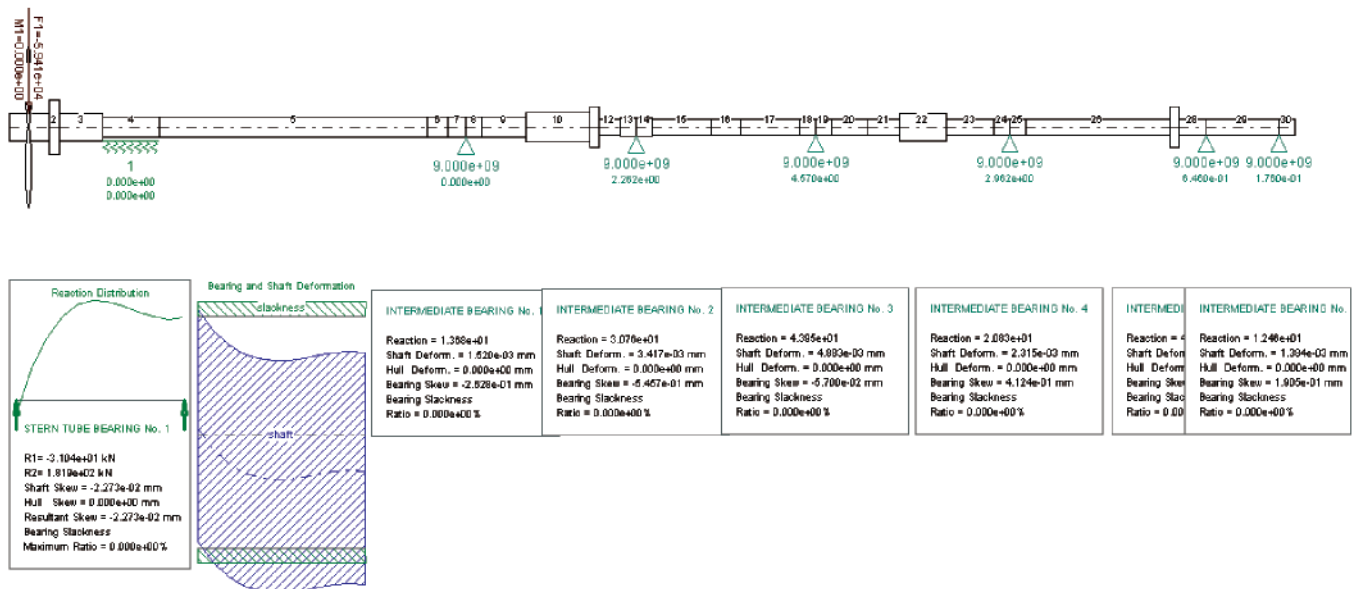 F1=-5.941e+04
M1=0.000e+00
2 3 4 5 6 7 8 9 10 12 13 14 15 16 17 18 19 20 21 22 23 24 25 26 28 29 30
1
0.000e+00
0.000e+00
9.000e+09
0.000e+00
9.000e+09
2.262e+00
9.000e+09
4.570e+00
9.000e+09
2.962e+00
9.000e+09
6.460e-01
9.000e+09
1.760e-01
Reaction Distribution
STERN TUBE BEARING No. 1
R1= -3.104e+01 kN
R2= 1.819e+02 kN
Shaft Skew = -2.273e-02 mm
Hull Skew = 0.000e+00 mm
Resultant Skew = -2.273e-02 mm
Bearing Slackness
Maximum Ratio = 0.000e+00%
Bearing and Shaft Deformation
slackness
shaft
INTERMEDIATE BEARING No. 1
Reaction = 1.368e+01
Shaft Deform. = 1.520e-03 mm
Hull Deform. = 0.000e+00 mm
Bearing Skew = -2.628e-01 mm
Bearing Slackness
Ratio = 0.000e+00%
INTERMEDIATE BEARING No. 2
Reaction = 3.076e+01
Shaft Deform. = 3.417e-03 mm
Hull Deform. = 0.000e+00 mm
Bearing Skew = -5.457e-01 mm
Bearing Slackness
Ratio = 0.000e+00%
INTERMEDIATE BEARING No. 3
Reaction = 4.395e+01
Shaft Deform. = 4.883e-03 mm
Hull Deform. = 0.000e+00 mm
Bearing Skew = -5.700e-02 mm
Bearing Slackness
Ratio = 0.000e+00%
INTERMEDIATE BEARING No. 4
Reaction = 2.083e+01
Shaft Deform. = 2.315e-03 mm
Hull Deform. = 0.000e+00 mm
Bearing Skew = 4.124e-01 mm
Bearing Slackness
Ratio = 0.000e+00%
INTERMEDI
Reaction = 4
Shaft Deforn
Hull Deform.
Bearing Skew
Bearing Slac
Ratio = 0.00
INTERMEDIATE BEARING No.
Reaction = 1.246e+01
Shaft Deform. = 1.394e-03 mm
Hull Deform. = 0.000e+00 mm
Bearing Skew = 1.905e-01 mm
Bearing Slackness
Ratio = 0.000e+00%